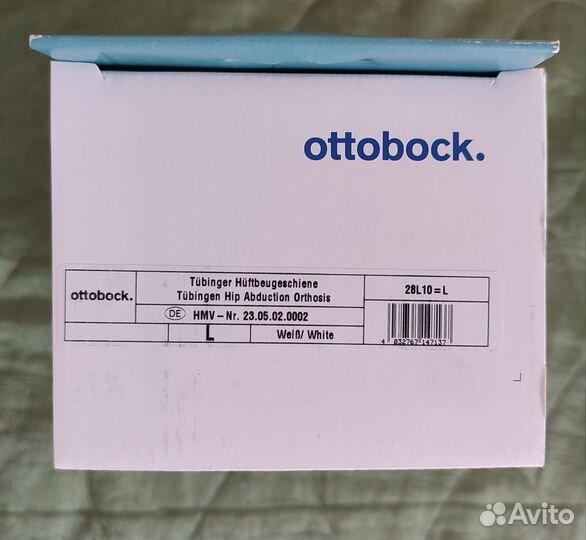 ottobock.
ottobock.
Tübinger Hüftbeugeschiene
Tübingen Hip Abduction Orthosis
28L10=L
DE HMV-Nr. 23.05.02.0002
L
Weiß/ White
4 032767 147137
L
Avito